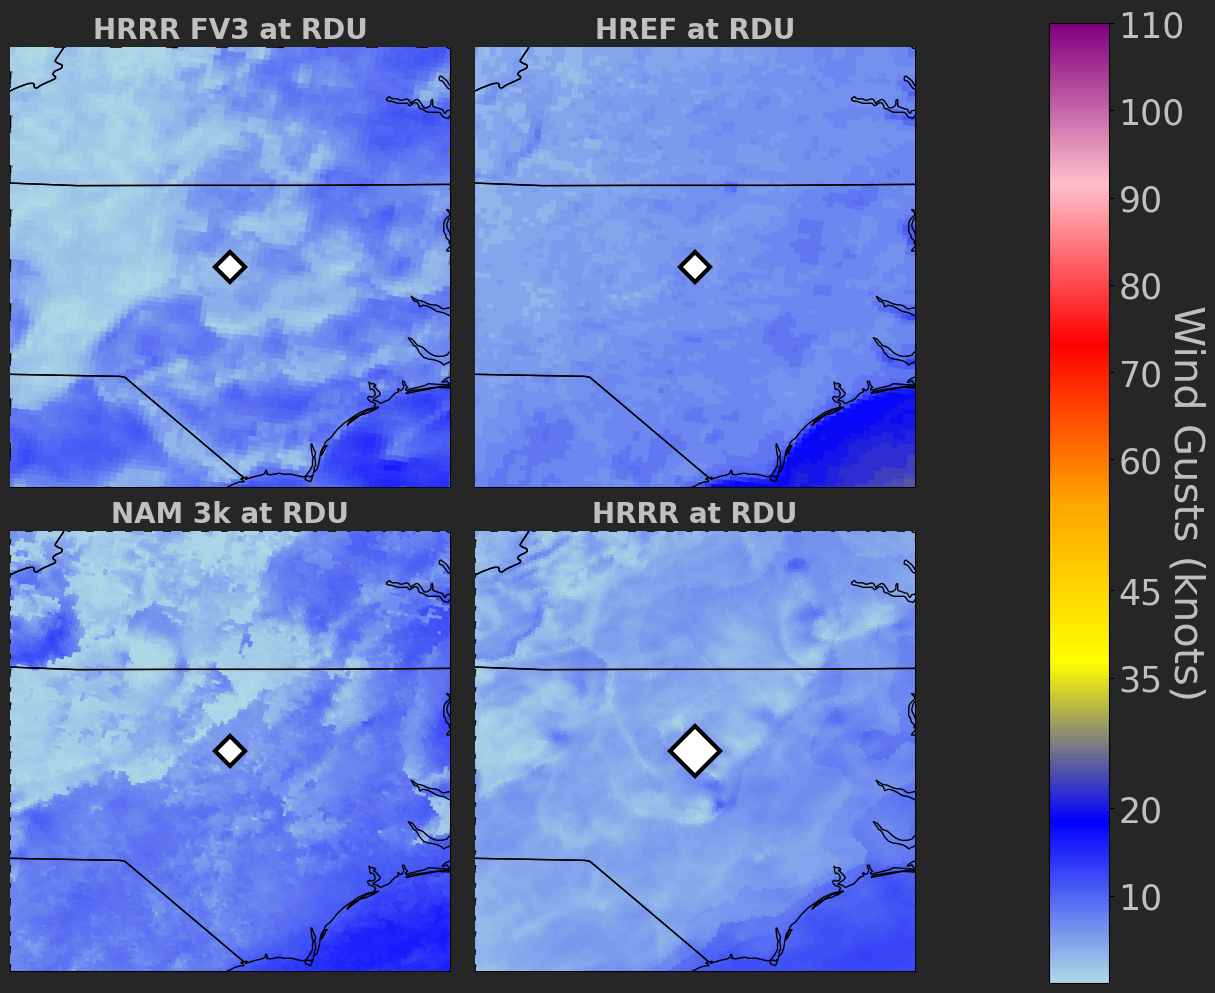 HRRR FV3 at RDU
HREF at RDU
NAM 3k at RDU
HRRR at RDU
110
100
90
80
70
60
45
35
20
10
Wind Gusts (knots)